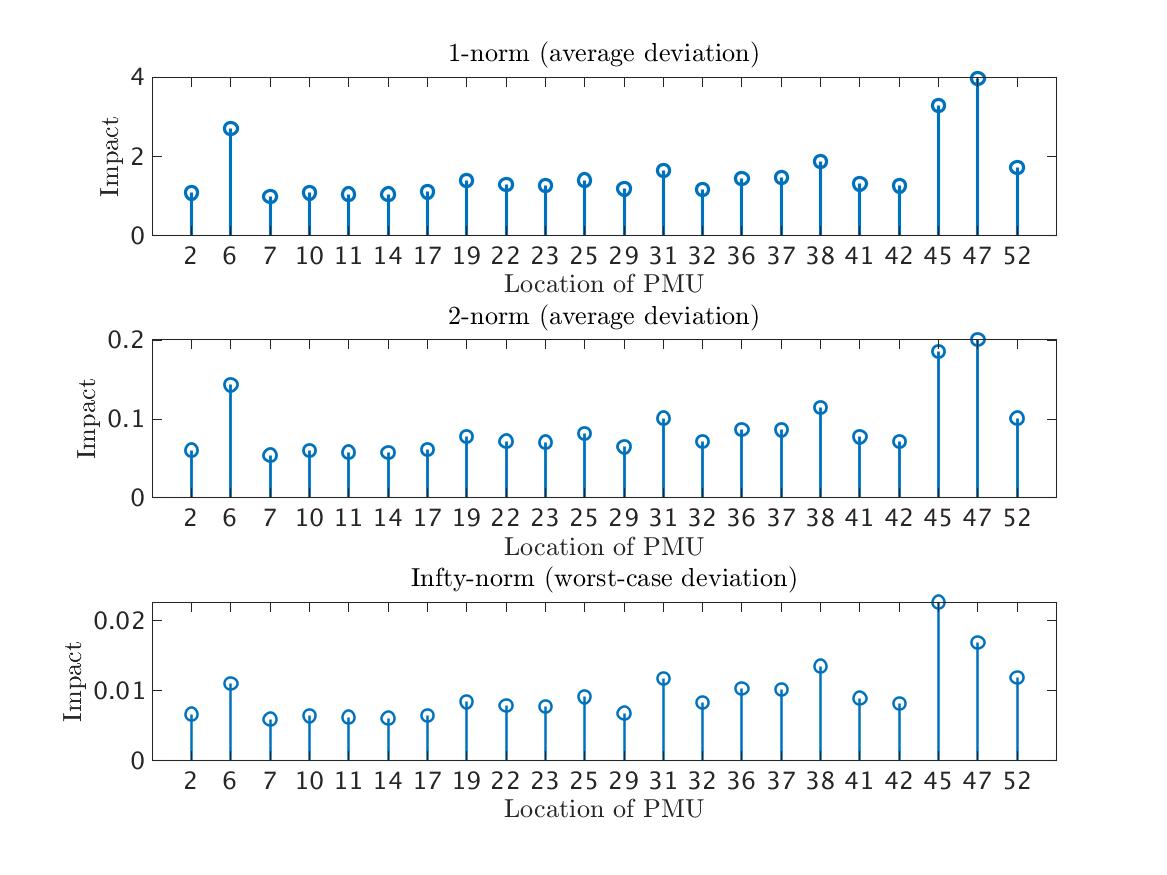 1-norm (average deviation)
4
2
0
Impact
2 6 7 10 11 14 17 19 22 23 25 29 31 32 36 37 38 41 42 45 47 52
Location of PMU
2-norm (average deviation)
0.2
0.1
0
Impact
2 6 7 10 11 14 17 19 22 23 25 29 31 32 36 37 38 41 42 45 47 52
Location of PMU
Infty-norm (worst-case deviation)
0.02
0.01
0
Impact
2 6 7 10 11 14 17 19 22 23 25 29 31 32 36 37 38 41 42 45 47 52
Location of PMU